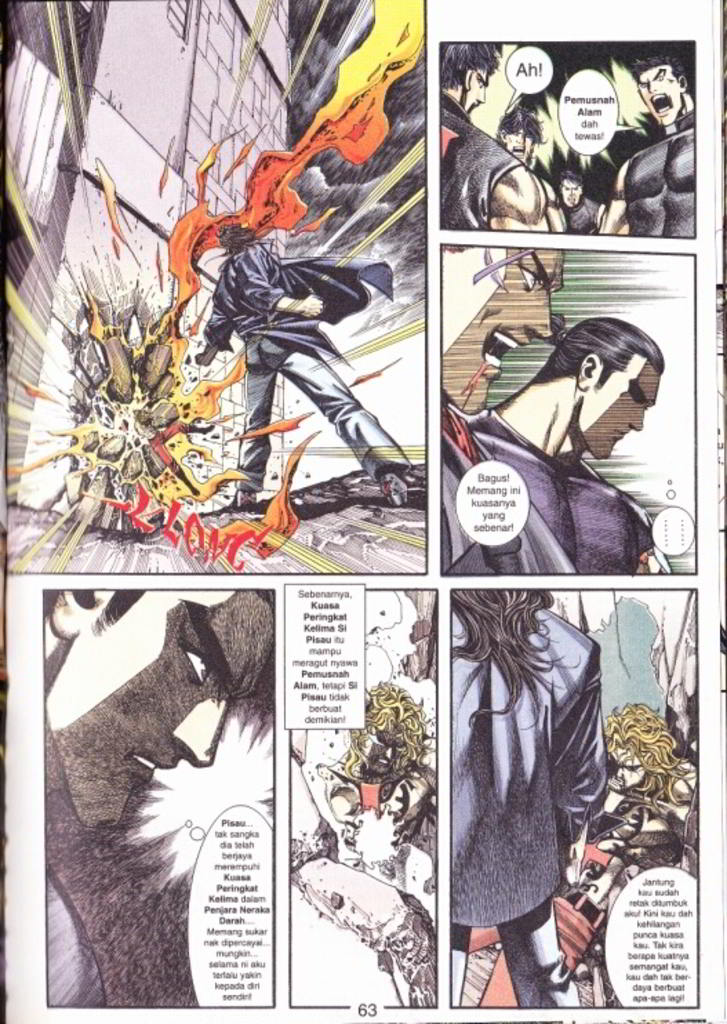 Ah!
Pemusnah
Alam
dah
tewas!
Bagus!
Memang ini
kuasanya
yang
sebenar!
......
Pisau...
tak sangka
dia telah
berjaya
merempuhi
Kuasa
Peringkat
Kelima dalam
Penjara Neraka
Darah....
Memang sukar
nak dipercayai...
mungkin...
selama ni aku
terlalu yakin
kepada diri
sendiri!
Sebenarnya,
Kuasa
Peringkat
Kelima Si
Pisau itu
mampu
meragut nyawa
Pemusnah
Alam, tetapi Si
Pisau tidak
berbuat
demikian!
Jantung
kau sudah
retak ditumbuk
aku! Kini kau dah
kehilangan
punca kuasa
kau. Tak kira
berapa kuatnya
semangat kau,
kau dah tak ber-
daya berbuat
apa-apa lagi!
63